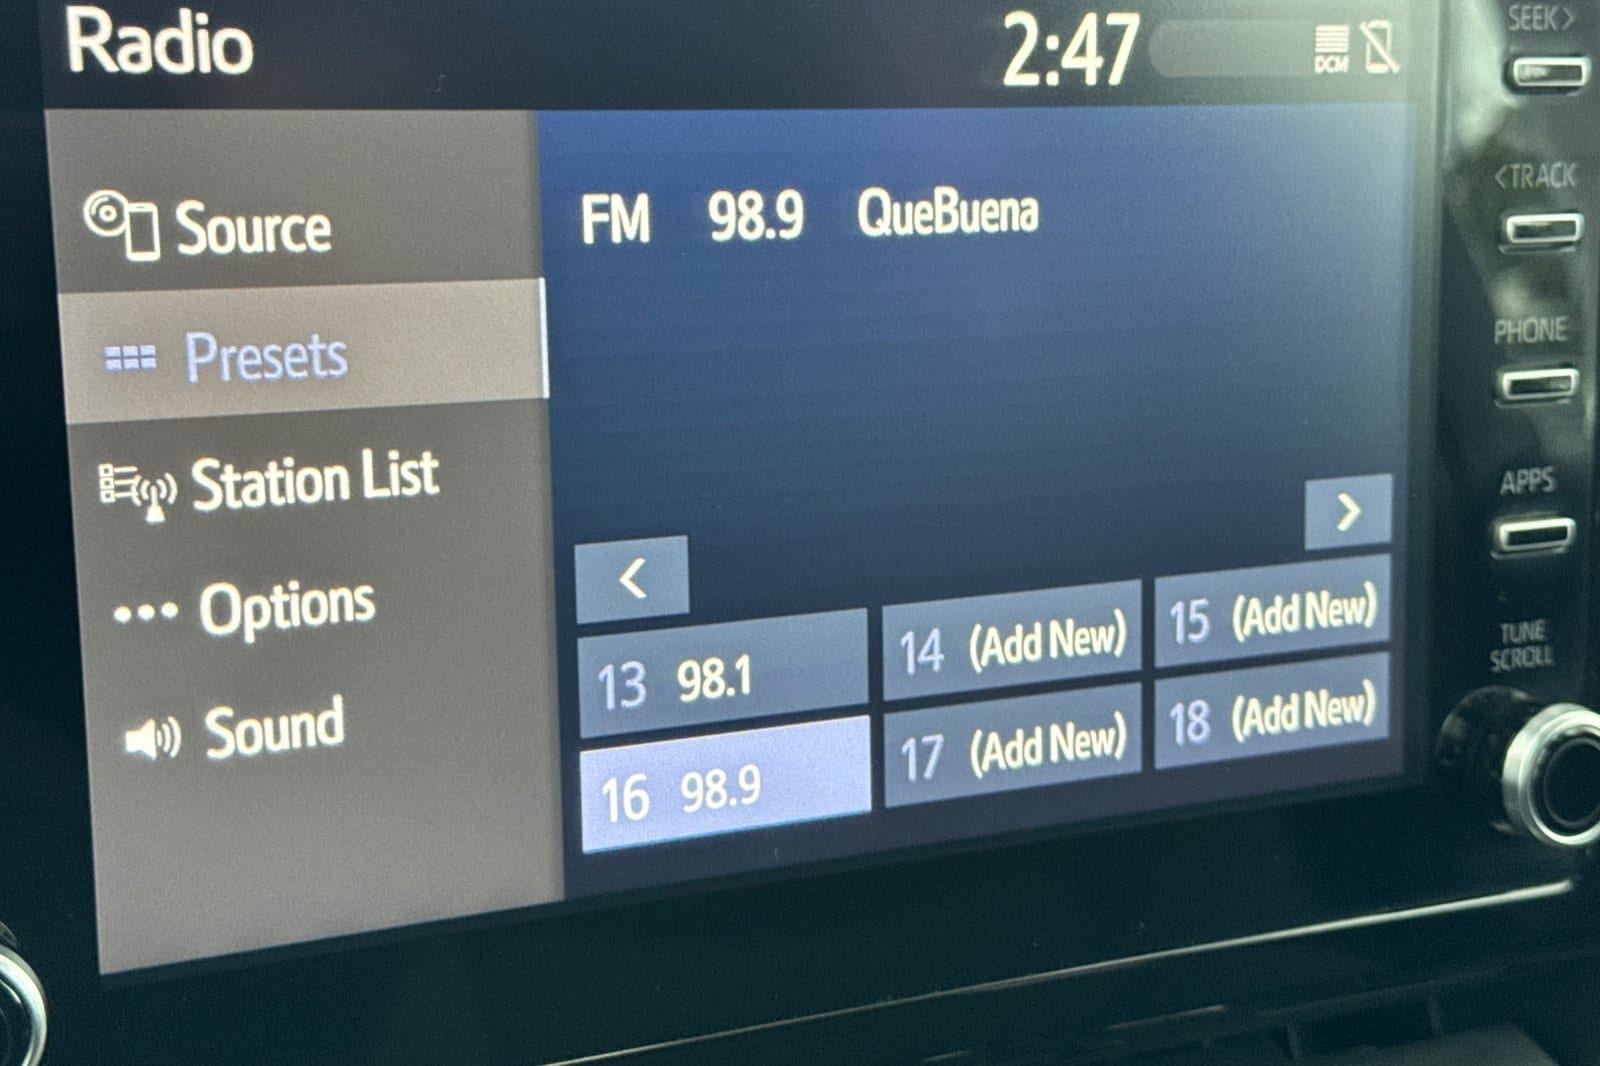 Radio
2:47
DCM
Source
Presets
Station List
Options
Sound
FM 98.9 QueBuena
<
>
13 98.1
14 (Add New)
15 (Add New)
16 98.9
17 (Add New)
18 (Add New)
SEEK>
<TRACK
PHONE
APPS
TUNE
SCROLL